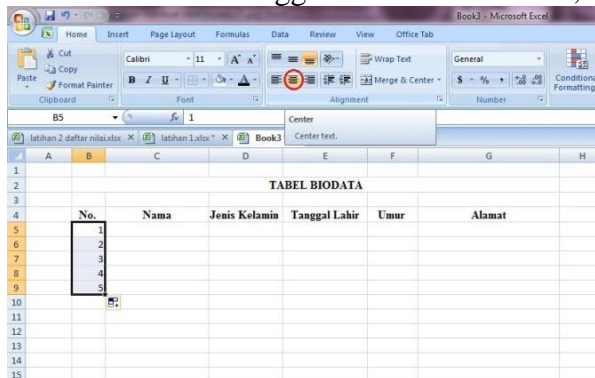 Book3 - Microsoft Excel
Home Insert Page Layout Formulas Data Review View Office Tab
Paste
Cut
Copy
Format Painter
Clipboard
Calibri 11 A A
B I U A
Font
Wrap Text
Merge & Center
Alignment
General
$ % , .0 .00 .00 .0
Number
Conditional
Formatting
B5 fx 1
Center
Center text.
latihan 2 daftar nilai.xlsx latihan 1.xlsx * Book3
A B C D E F G H
1
2 TABEL BIODATA
3
4 No. Nama Jenis Kelamin Tanggal Lahir Umur Alamat
5 1
6 2
7 3
8 4
9 5
10
11
12
13
14
15